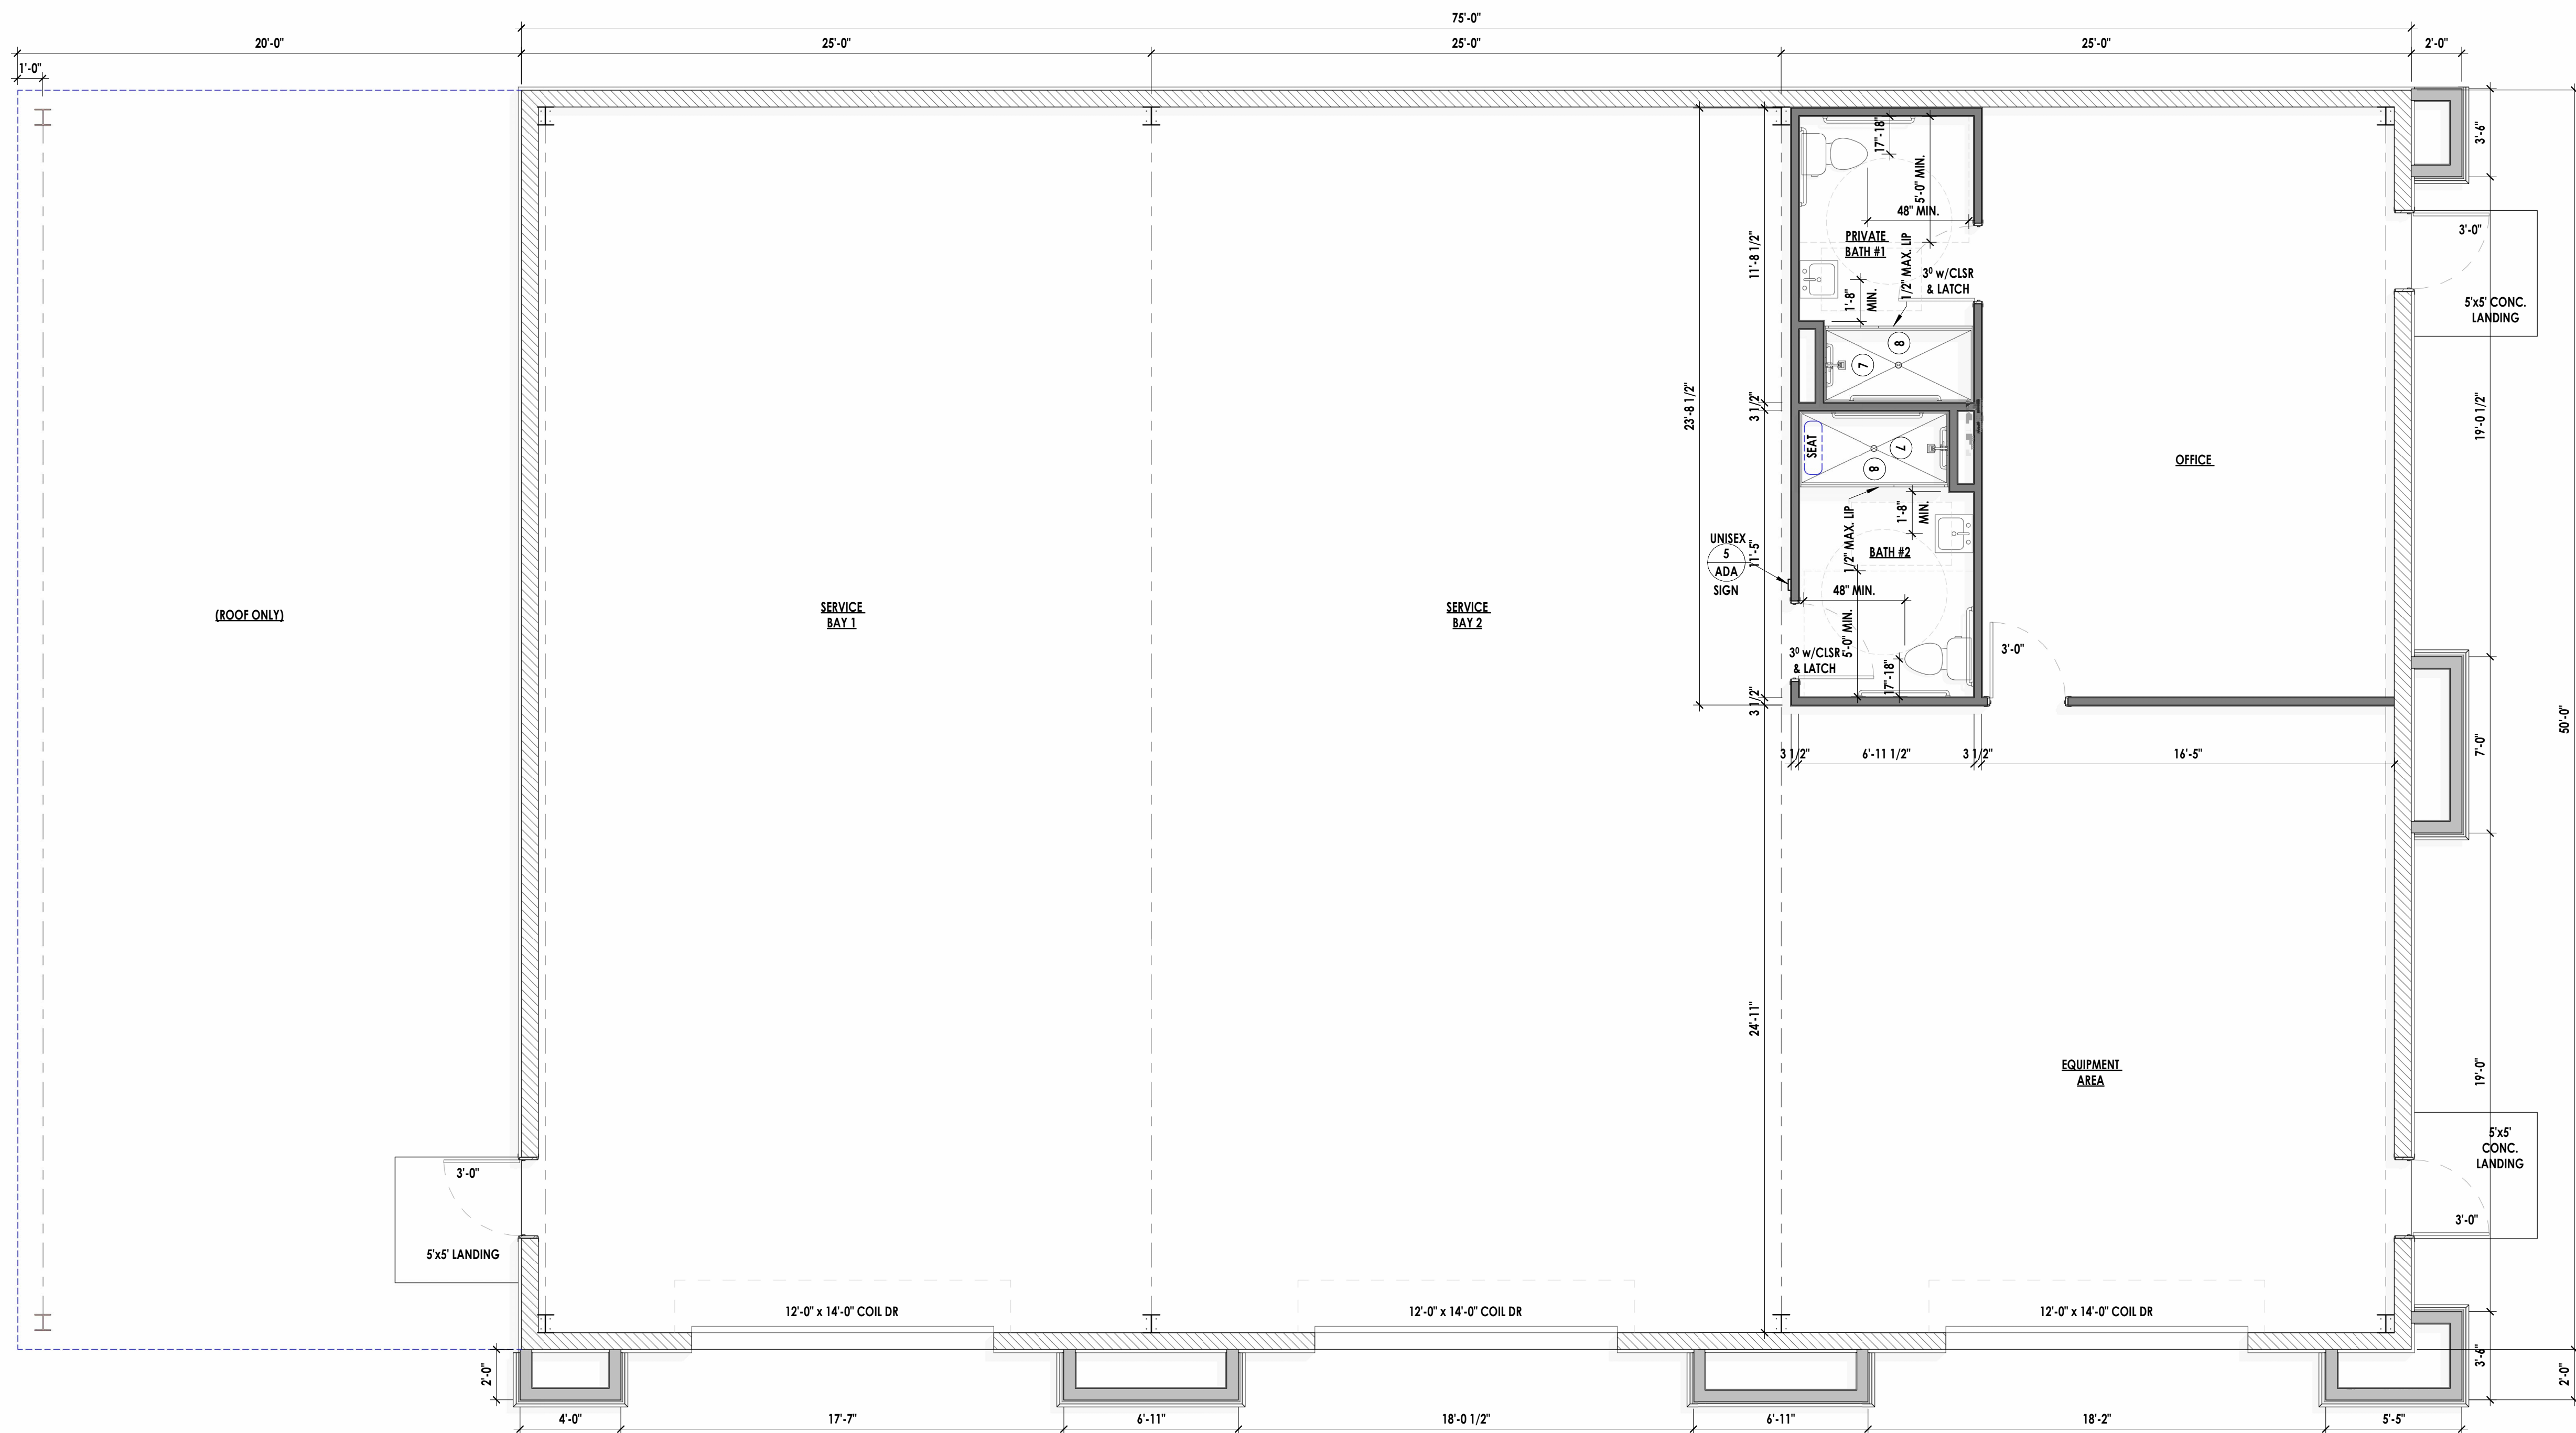 75'-0"
20'-0"
25'-0"
25'-0"
25'-0"
2'-0"
1'-0"
3'-6"
17"-18"
5'-0" MIN.
48" MIN.
3'-0"
PRIVATE
BATH #1
11'-8 1/2"
1/2" MAX. LIP
3⁰ w/CLSR
& LATCH
1'-8"
MIN.
5'x5' CONC.
LANDING
8
7
23'-8 1/2"
3 1/2"
19'-0 1/2"
SEAT
7
8
OFFICE
1'-8"
MIN.
1/2" MAX. LIP
UNISEX
5
ADA
SIGN
11'-5"
BATH #2
48" MIN.
(ROOF ONLY)
SERVICE
BAY 1
SERVICE
BAY 2
5'-0" MIN.
3⁰ w/CLSR
& LATCH
17"-18"
3'-0"
3 1/2"
50'-0"
7'-0"
3 1/2"
6'-11 1/2"
3 1/2"
16'-5"
24'-11"
EQUIPMENT
AREA
19'-0"
5'x5'
CONC.
LANDING
3'-0"
3'-0"
5'x5' LANDING
12'-0" x 14'-0" COIL DR
12'-0" x 14'-0" COIL DR
12'-0" x 14'-0" COIL DR
2'-0"
3'-6"
2'-0"
4'-0"
17'-7"
6'-11"
18'-0 1/2"
6'-11"
18'-2"
5'-5"